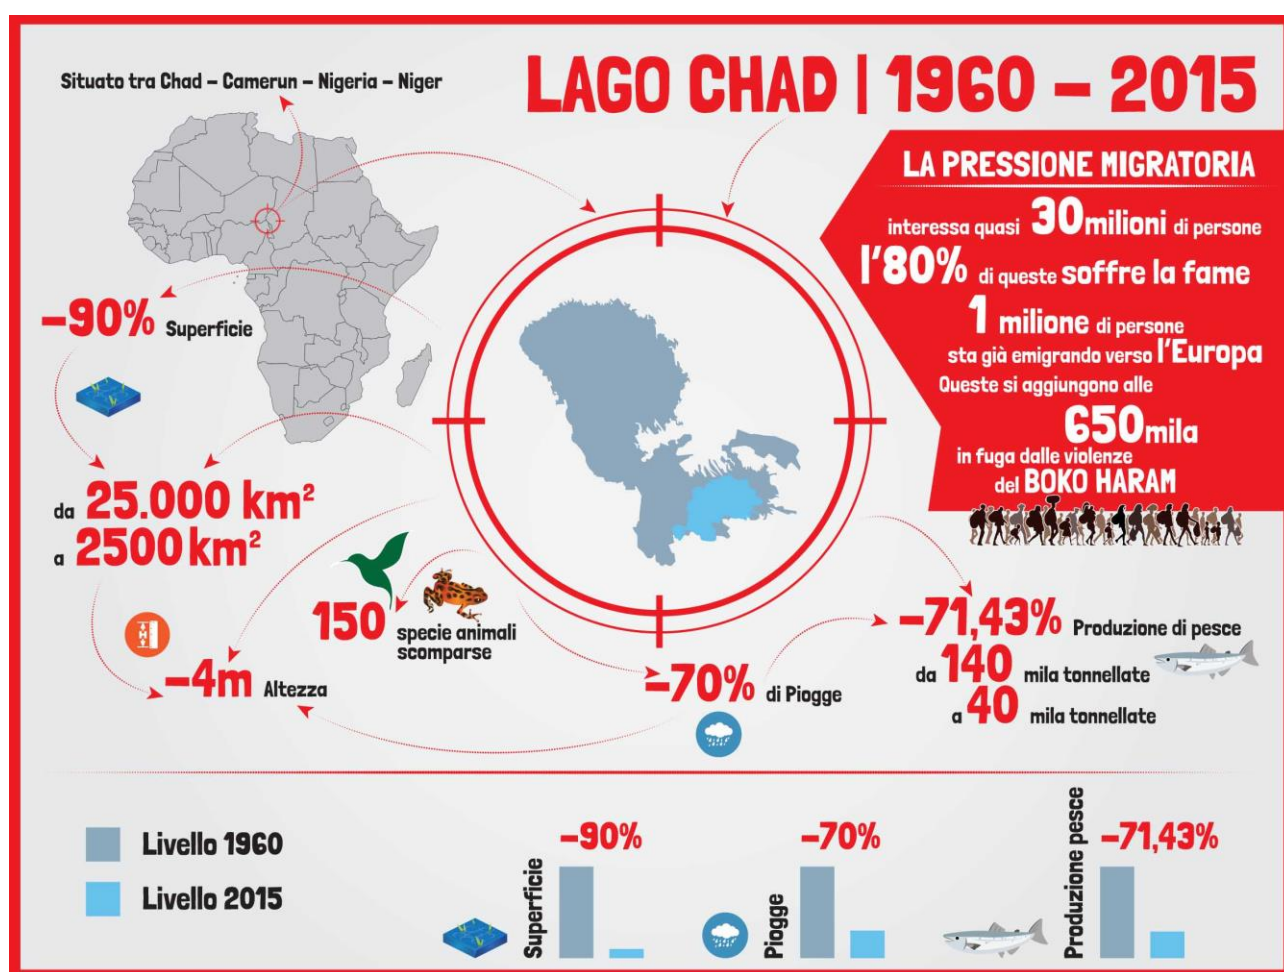 Situato tra Chad – Camerun – Nigeria – Niger
LAGO CHAD | 1960 – 2015
LA PRESSIONE MIGRATORIA
interessa quasi 30milioni di persone
l'80% di queste soffre la fame
1 milione di persone
sta già emigrando verso l'Europa
Queste si aggiungono alle
650mila
in fuga dalle violenze
del BOKO HARAM
–90% Superficie
da 25.000 km²
a 2500 km²
–4m Altezza
150 specie animali
scomparse
–70% di Piogge
–71,43% Produzione di pesce
da 140 mila tonnellate
a 40 mila tonnellate
Livello 1960
Livello 2015
–90%
Superficie
–70%
Piogge
–71,43%
Produzione pesce
H